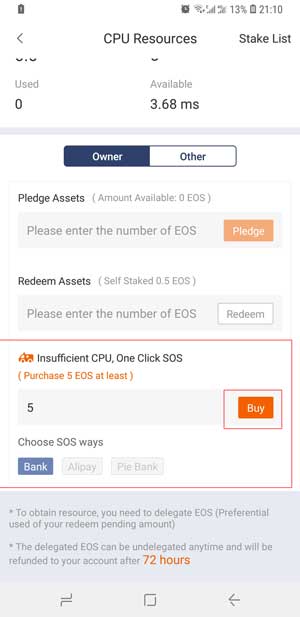 13% 21:10
CPU Resources Stake List
Used Available
0 3.68 ms
Owner Other
Pledge Assets ( Amount Available: 0 EOS )
Please enter the number of EOS Pledge
Redeem Assets ( Self Staked 0.5 EOS )
Please enter the number of EOS Redeem
Insufficient CPU, One Click SOS
( Purchase 5 EOS at least )
5 Buy
Choose SOS ways
Bank Alipay Pie Bank
* To obtain resource, you need to delegate EOS (Preferential
used of your redeem pending amount)
* The delegated EOS can be undelegated anytime and will be
refunded to your account after 72 hours